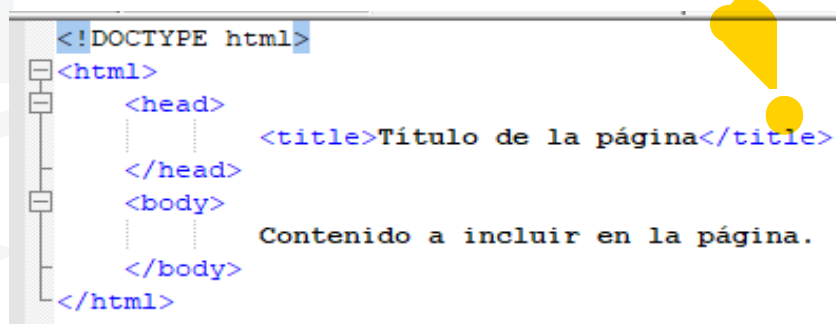 <!DOCTYPE html>
<html>
<head>
<title>Título de la página</title>
</head>
<body>
Contenido a incluir en la página.
</body>
</html>